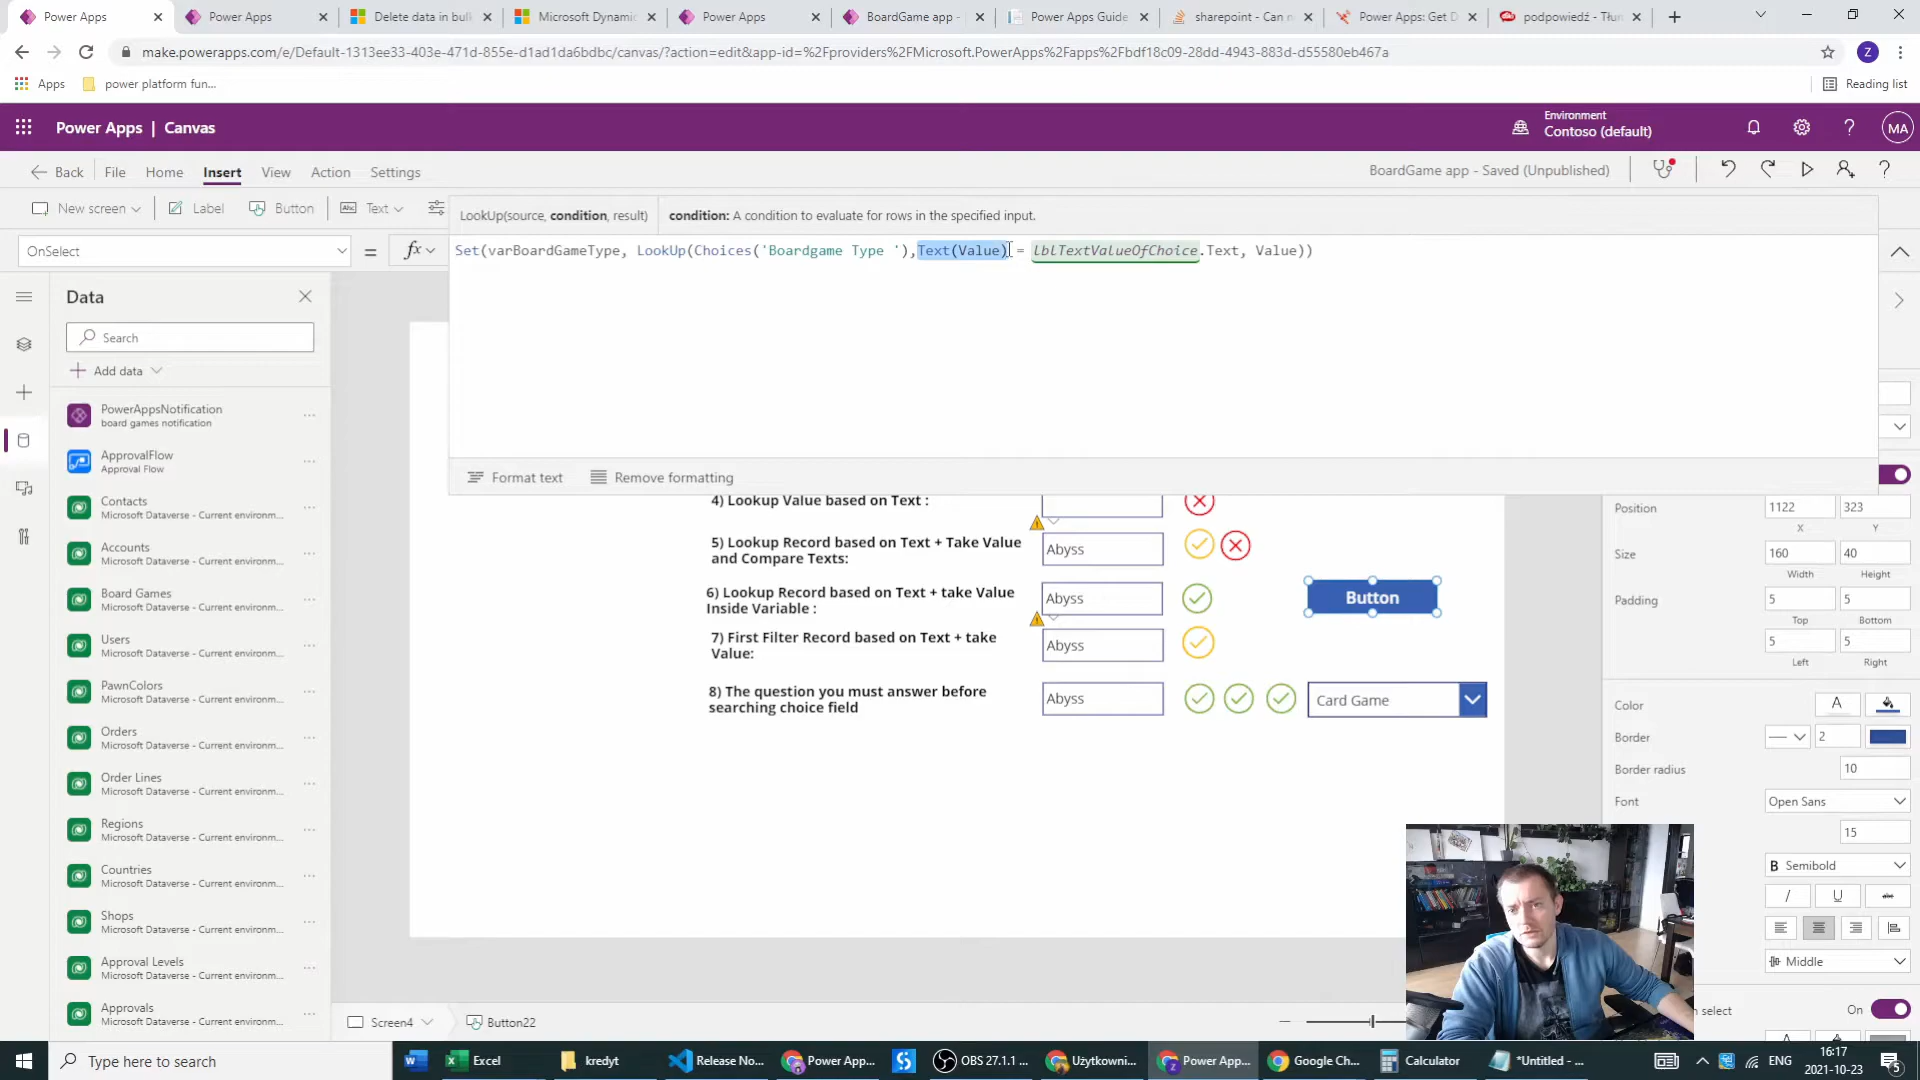 Power Apps
Power Apps
Delete data in bulk
Microsoft Dynamic
Power Apps
BoardGame app -
Power Apps Guide
sharepoint - Can n
Power Apps: Get D
podpowiedź - Tłun
make.powerapps.com/e/Default-1313ee33-403e-471d-855e-d1ad1da6bdbc/canvas/?action=edit&app-id=%2Fproviders%2FMicrosoft.PowerApps%2Fapps%2Fbdf18c09-28dd-4943-883d-d55580eb467a
Z
Apps
power platform fun...
Reading list
Power Apps | Canvas
Environment
Contoso (default)
MA
Back
File
Home
Insert
View
Action
Settings
BoardGame app - Saved (Unpublished)
New screen
Label
Button
Text
LookUp(source, condition, result)
condition: A condition to evaluate for rows in the specified input.
OnSelect
=
fx
Set(varBoardGameType, LookUp(Choices('Boardgame Type '),Text(Value) = lblTextValueOfChoice.Text, Value))
Format text
Remove formatting
Data
Search
Add data
PowerAppsNotification
board games notification
ApprovalFlow
Approval Flow
Contacts
Microsoft Dataverse - Current environm...
Accounts
Microsoft Dataverse - Current environm...
Board Games
Microsoft Dataverse - Current environm...
Users
Microsoft Dataverse - Current environm...
PawnColors
Microsoft Dataverse - Current environm...
Orders
Microsoft Dataverse - Current environm...
Order Lines
Microsoft Dataverse - Current environm...
Regions
Microsoft Dataverse - Current environm...
Countries
Microsoft Dataverse - Current environm...
Shops
Microsoft Dataverse - Current environm...
Approval Levels
Microsoft Dataverse - Current environm...
Approvals
Microsoft Dataverse - Current environm...
4) Lookup Value based on Text :
5) Lookup Record based on Text + Take Value
and Compare Texts:
Abyss
6) Lookup Record based on Text + take Value
Inside Variable :
Abyss
Button
7) First Filter Record based on Text + take
Value:
Abyss
8) The question you must answer before
searching choice field
Abyss
Card Game
Position
1122
323
X
Y
Size
160
40
Width
Height
Padding
5
5
Top
Bottom
5
5
Left
Right
Color
A
Border
2
Border radius
10
Font
Open Sans
15
B Semibold
/
U
abc
Middle
n select
On
Screen4
Button22
Type here to search
Excel
kredyt
Release No...
Power App...
OBS 27.1.1 ...
Użytkowni...
Power App...
Google Ch...
Calculator
*Untitled - ...
ENG
16:17
2021-10-23
5